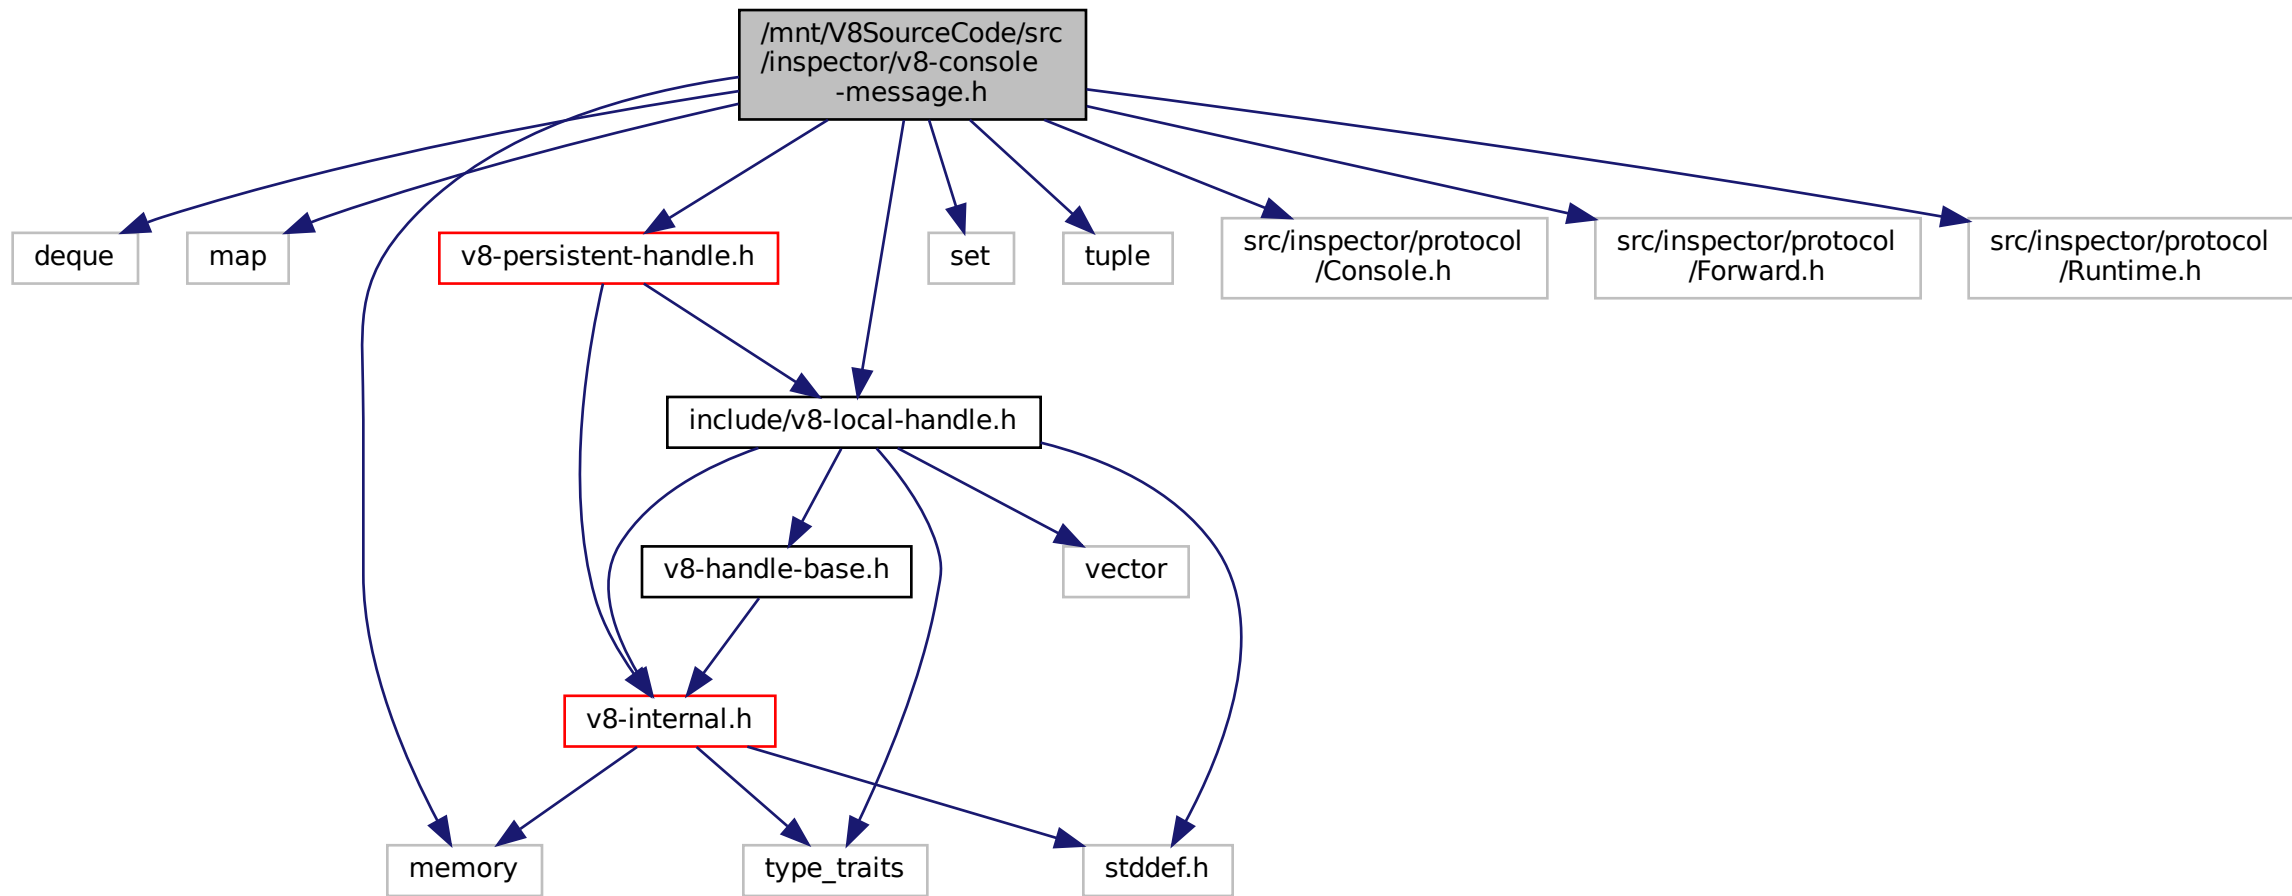 /mnt/V8SourceCode/src
/inspector/v8-console
-message.h
deque
map
v8-persistent-handle.h
set
tuple
src/inspector/protocol
/Console.h
src/inspector/protocol
/Forward.h
src/inspector/protocol
/Runtime.h
include/v8-local-handle.h
v8-handle-base.h
vector
v8-internal.h
memory
type_traits
stddef.h